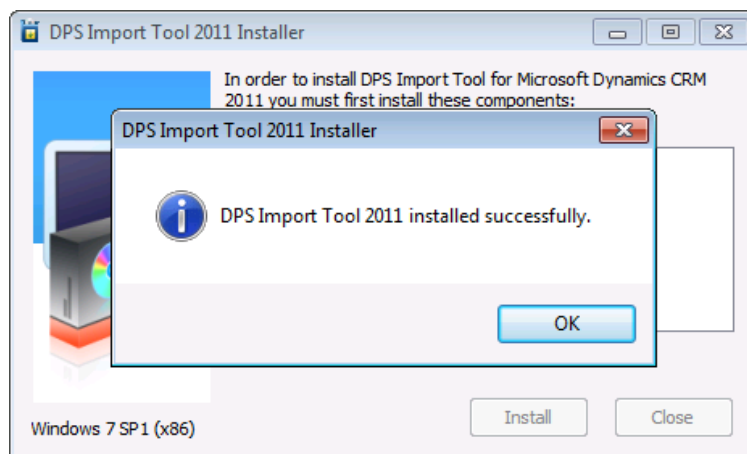 DPS Import Tool 2011 Installer
In order to install DPS Import Tool for Microsoft Dynamics CRM
2011 you must first install these components:
DPS Import Tool 2011 Installer
DPS Import Tool 2011 installed successfully.
OK
Install
Close
Windows 7 SP1 (x86)